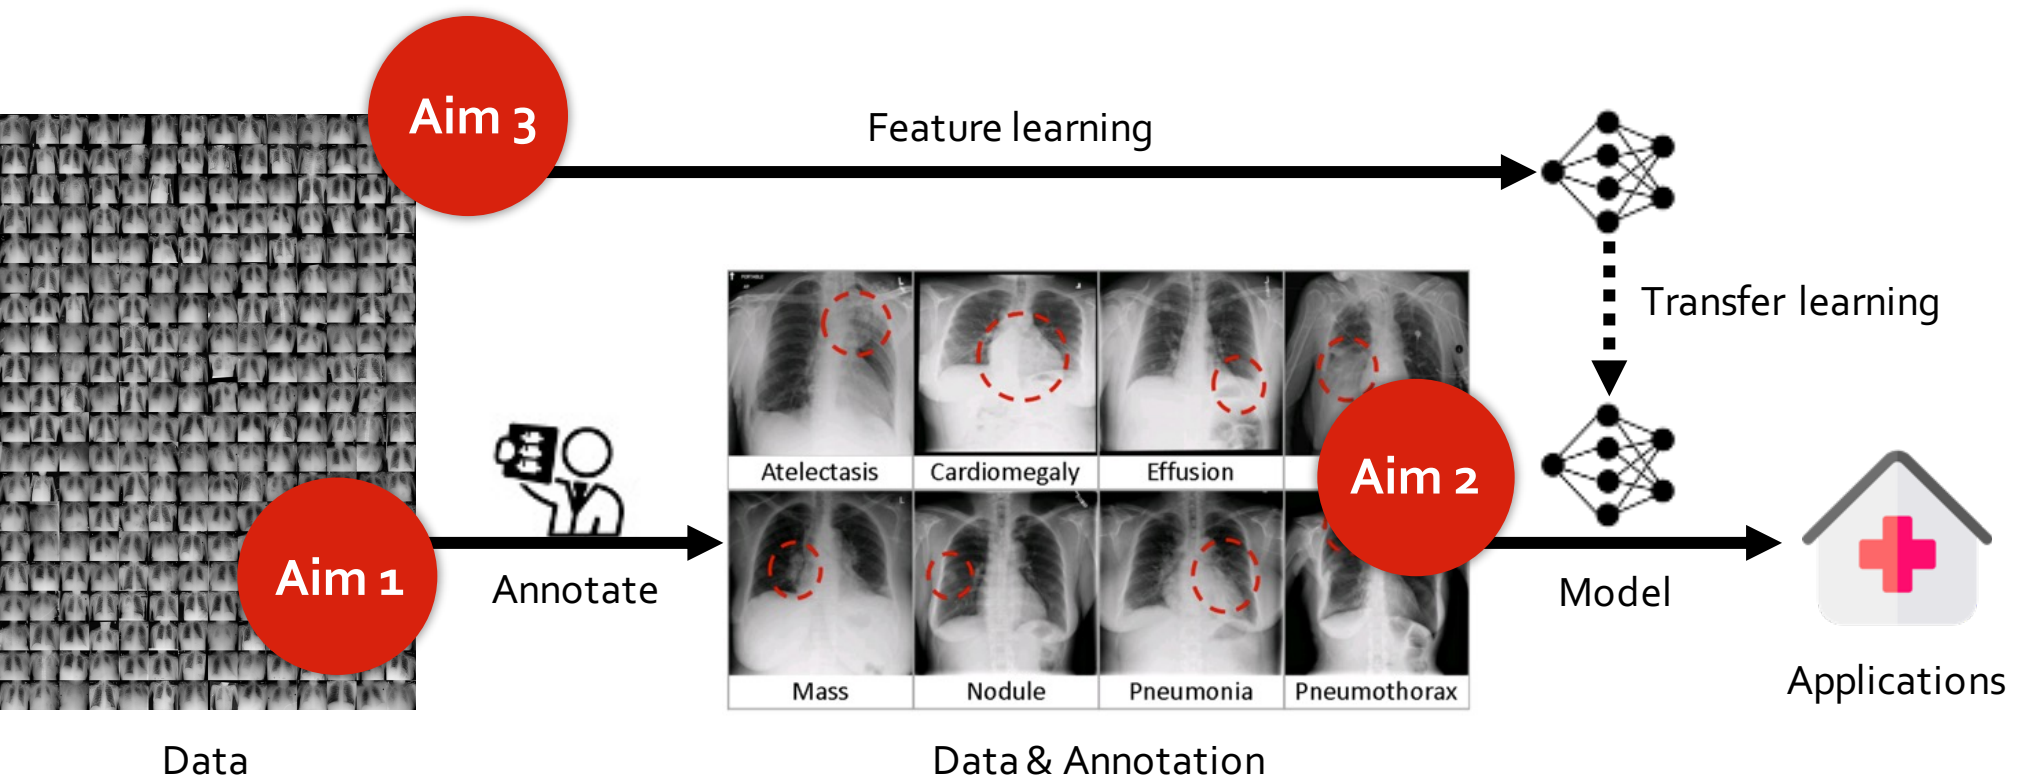 Aim 3
Feature learning
Transfer learning
Atelectasis
Cardiomegaly
Effusion
Aim 2
Aim 1
Annotate
Model
Mass
Nodule
Pneumonia
Pneumothorax
Applications
Data
Data & Annotation